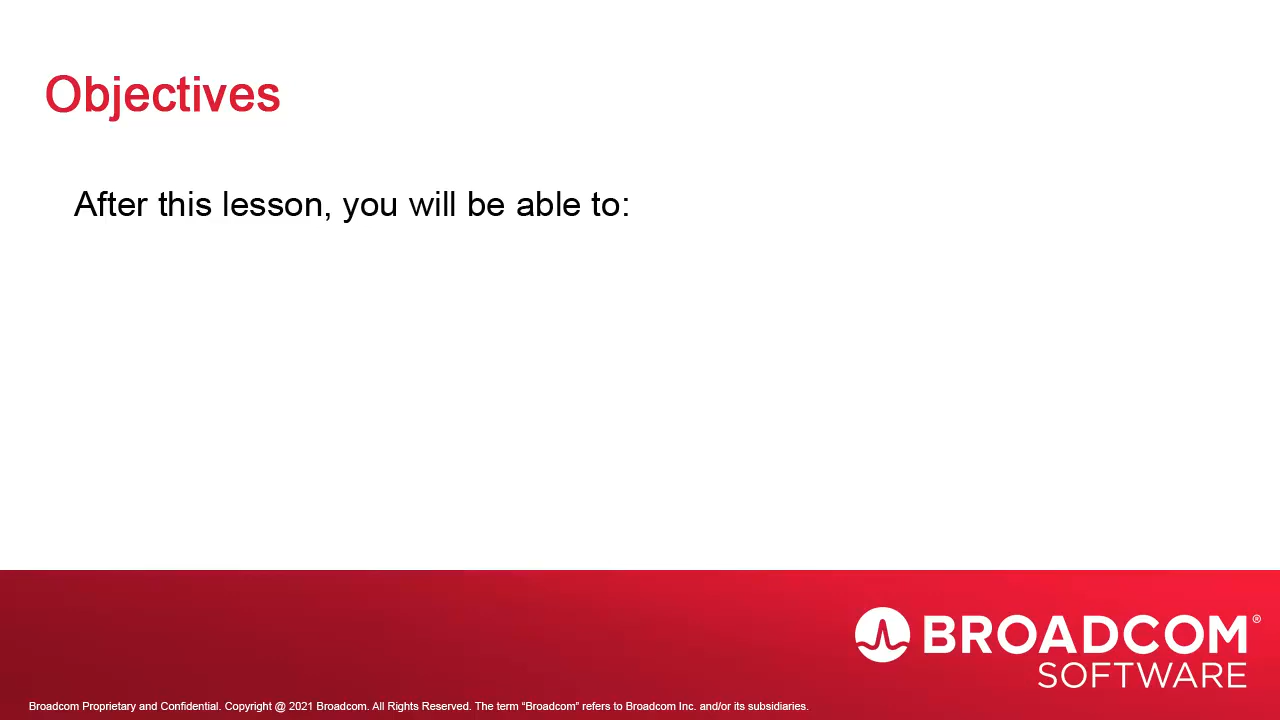 Objectives
After this lesson, you will be able to:
BROADCOM®
SOFTWARE
Broadcom Proprietary and Confidential. Copyright @ 2021 Broadcom. All Rights Reserved. The term “Broadcom” refers to Broadcom Inc. and/or its subsidiaries.